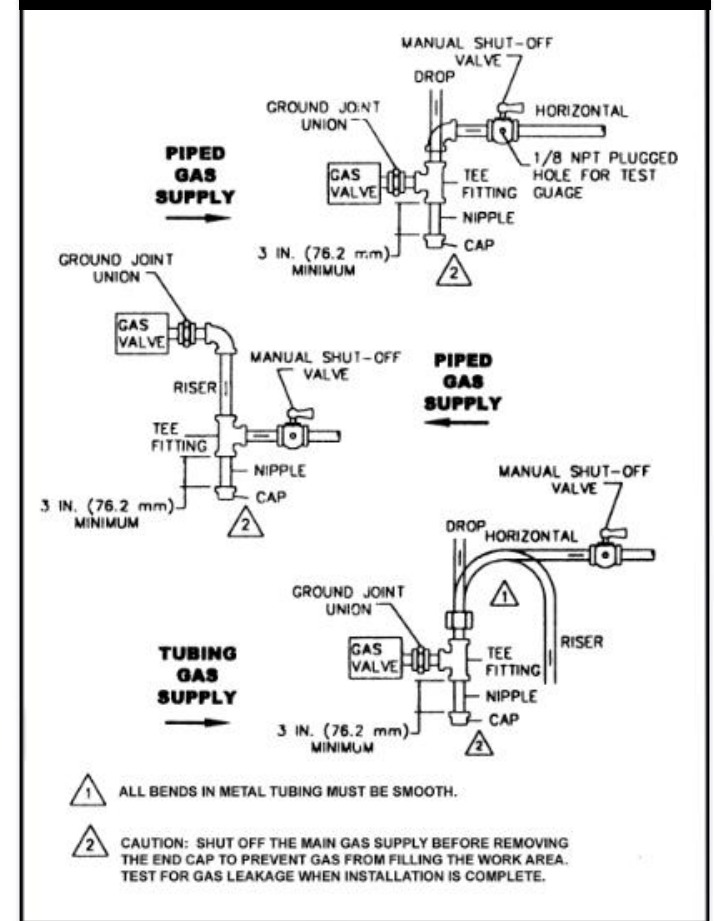 MANUAL SHUT-OFF
VALVE
DROP
GROUND JOINT
UNION
HORIZONTAL
PIPED
GAS
SUPPLY
GAS
VALVE
TEE
FITTING
1/8 NPT PLUGGED
HOLE FOR TEST
GUAGE
NIPPLE
3 IN. (76.2 mm)
MINIMUM
CAP
2
GROUND JOINT
UNION
GAS
VALVE
MANUAL SHUT-OFF
VALVE
RISER
PIPED
GAS
SUPPLY
TEE
FITTING
NIPPLE
3 IN. (76.2 mm)
MINIMUM
CAP
2
MANUAL SHUT-OFF
VALVE
DROP
HORIZONTAL
GROUND JOINT
UNION
1
RISER
TUBING
GAS
SUPPLY
GAS
VALVE
TEE
FITTING
NIPPLE
3 IN. (76.2 mm)
MINIMUM
CAP
2
1 ALL BENDS IN METAL TUBING MUST BE SMOOTH.
2 CAUTION: SHUT OFF THE MAIN GAS SUPPLY BEFORE REMOVING
THE END CAP TO PREVENT GAS FROM FILLING THE WORK AREA.
TEST FOR GAS LEAKAGE WHEN INSTALLATION IS COMPLETE.